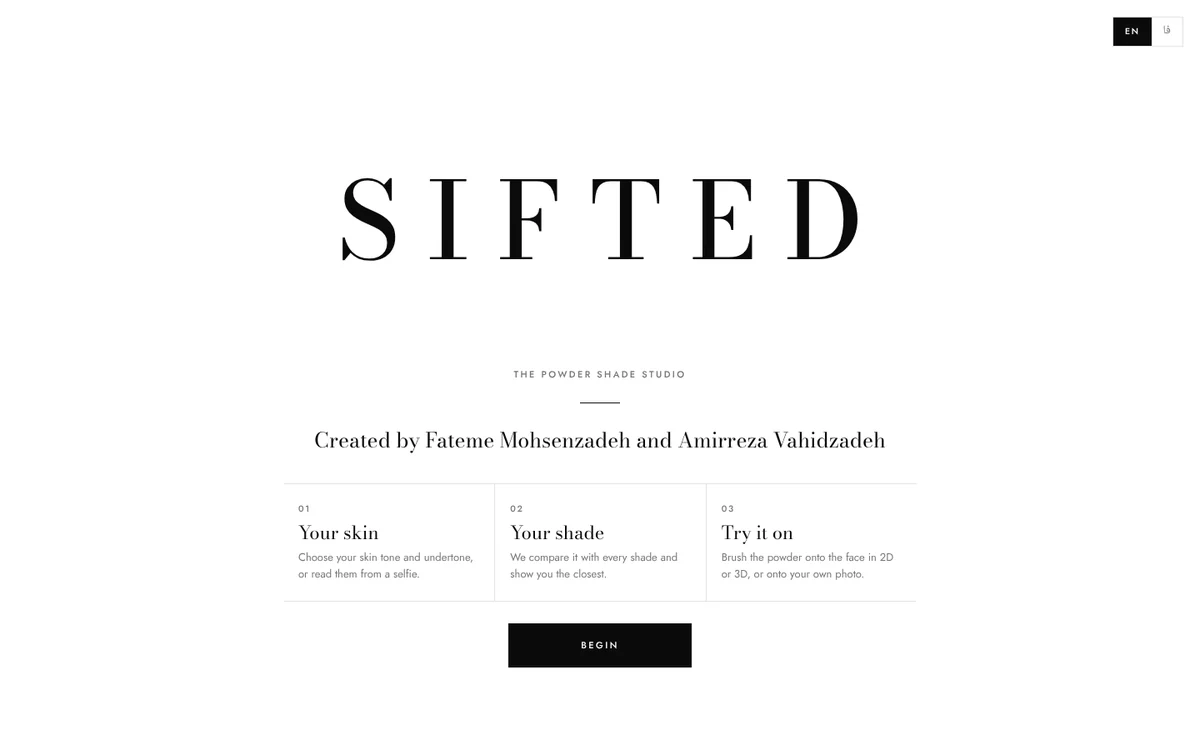 EN
فا
SIFTED
THE POWDER SHADE STUDIO
Created by Fateme Mohsenzadeh and Amirreza Vahidzadeh
01
Your skin
Choose your skin tone and undertone,
or read them from a selfie.
02
Your shade
We compare it with every shade and
show you the closest.
03
Try it on
Brush the powder onto the face in 2D
or 3D, or onto your own photo.
BEGIN